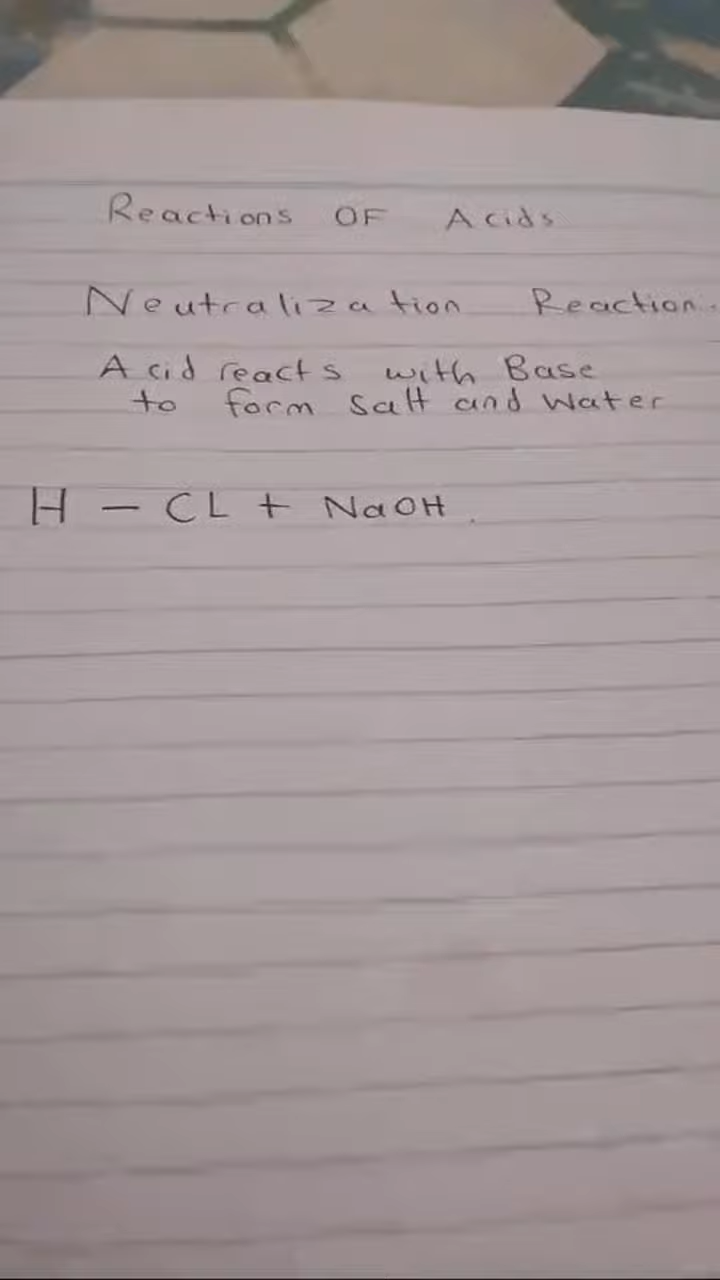 Reactions OF Acids
Neutralization Reaction.
Acid reacts with Base
to form Salt and Water
H — CL + NaOH